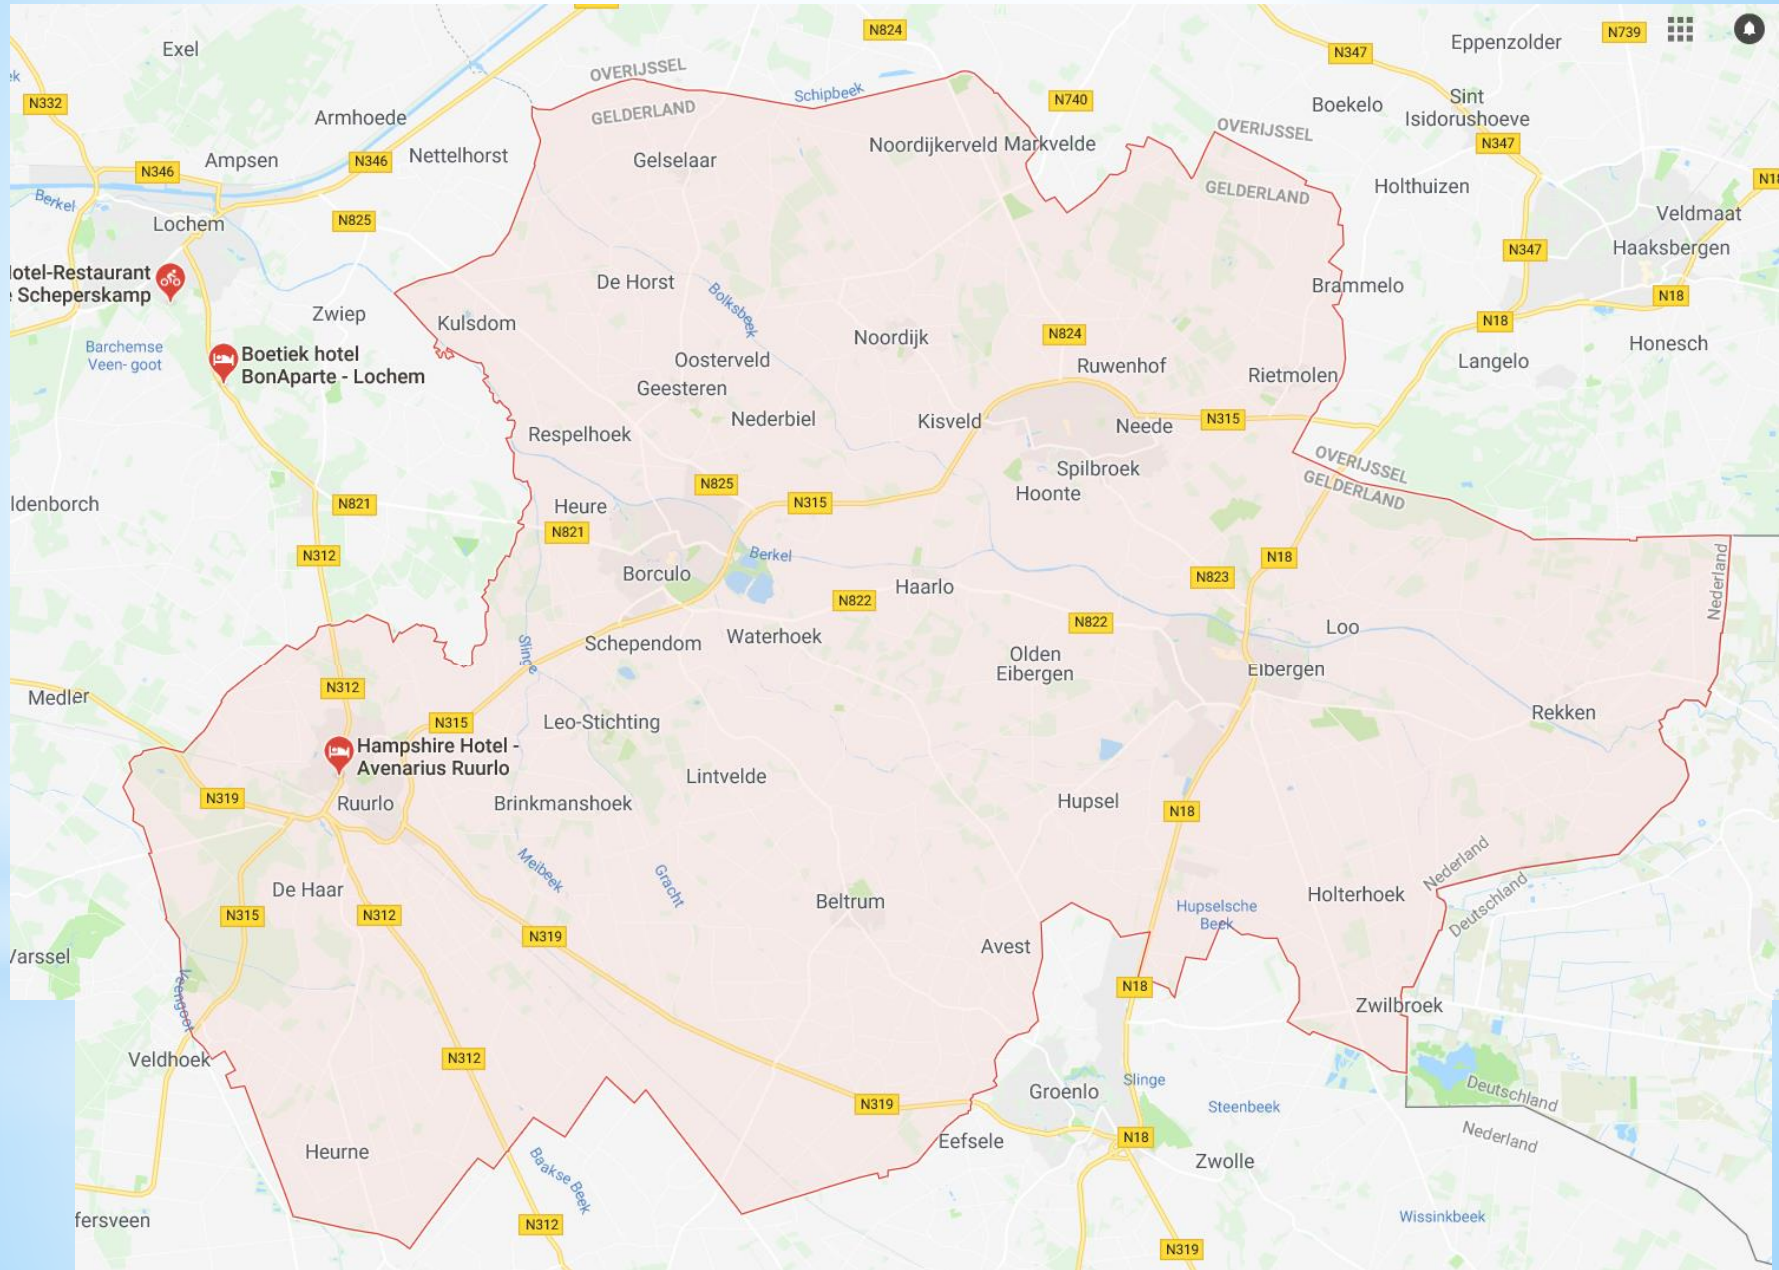 N824
N347
Eppenzolder
N739
Exel
OVERIJSSEL
GELDERLAND
Schipbeek
N332
N740
Boekelo
Sint
Isidorushoeve
Armhoede
N346
Nettelhorst
Ampsen
N346
Gelselaar
Noordijkerveld
Markvelde
OVERIJSSEL
GELDERLAND
N347
Holthuizen
Berkel
Lochem
N825
Veldmaat
Haaksbergen
N347
Hotel-Restaurant
Scheperskamp
De Horst
Bolksbeek
Brammelo
N18
N18
Zwiep
Kulsdom
Noordijk
N824
Honesch
Barchemse
Veen- goot
Boetiek hotel
BonAparte - Lochem
Oosterveld
Geesteren
Ruwenhof
Rietmolen
Langelo
Nederbiel
Kisveld
Neede
N315
Respelhoek
Spilbroek
Hoonte
OVERIJSSEL
GELDERLAND
N825
N315
Heure
N821
N821
N312
Berkel
N18
Borculo
Haarlo
N823
Nederland
N822
N822
Loo
Schependom
Waterhoek
Slinge
Olden
Eibergen
Eibergen
Medler
N312
N315
Leo-Stichting
Rekken
Hampshire Hotel -
Avenarius Ruurlo
Lintvelde
N319
Ruurlo
Brinkmanshoek
Hupsel
N18
Meibeek
Gracht
Nederland
Deutschland
De Haar
Beltrum
Holterhoek
N315
N312
N319
Hupselsche
Beek
Avest
Veengoot
N18
Zwilbroek
Veldhoek
N312
Groenlo
Slinge
Deutschland
N319
Steenbeek
Nederland
Eefsele
N18
Heurne
Baakse Beek
Zwolle
N312
Wissinkbeek
N319